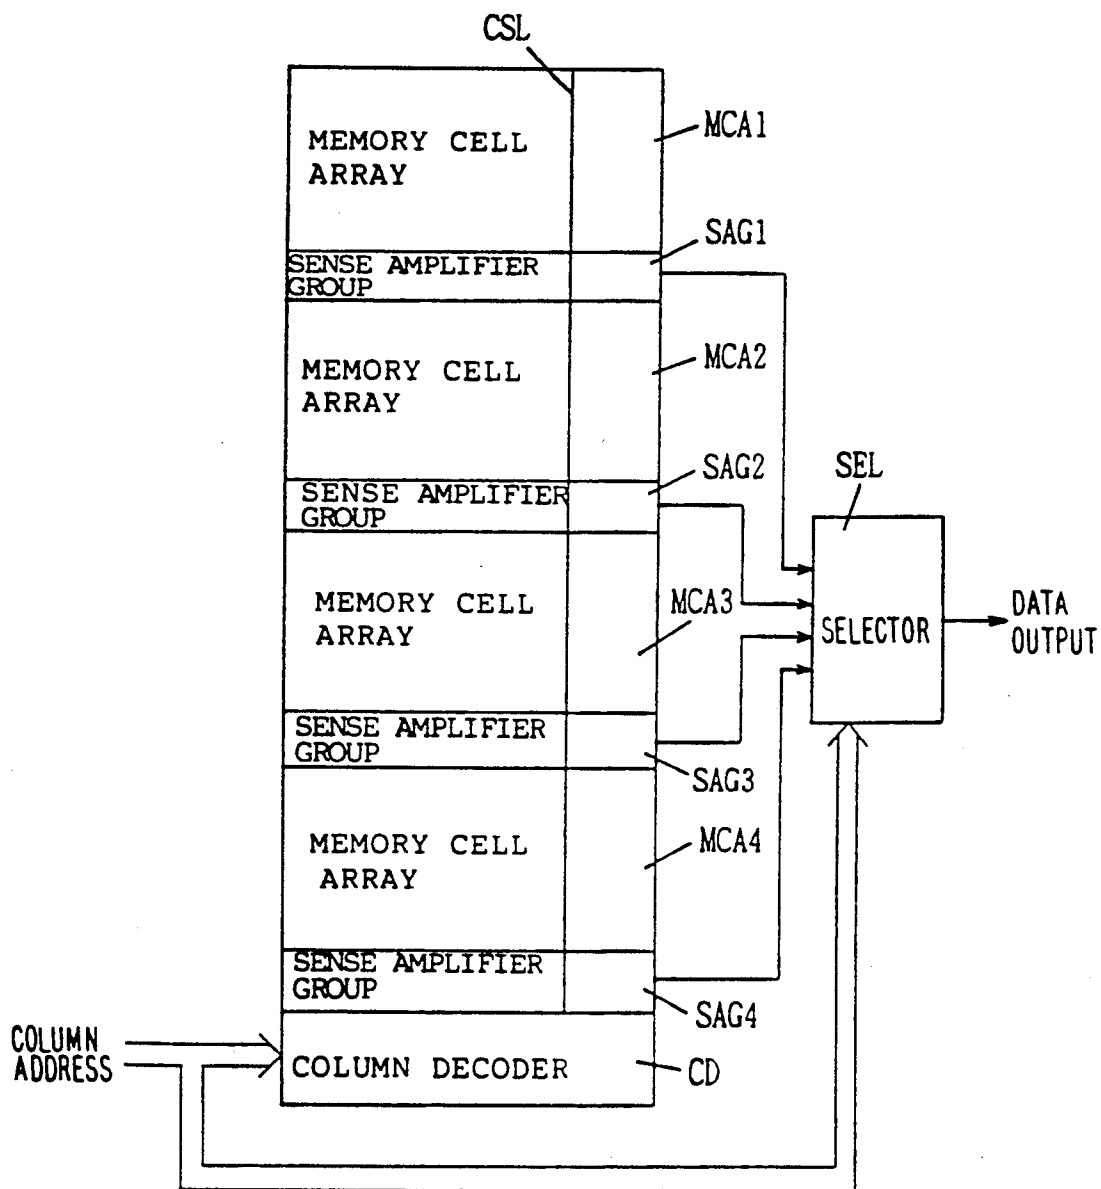 CSL
MEMORY CELL
ARRAY
MCA1
SAG1
SENSE AMPLIFIER
GROUP
MEMORY CELL
ARRAY
MCA2
SAG2
SENSE AMPLIFIER
GROUP
SEL
MEMORY CELL
ARRAY
MCA3
SELECTOR
DATA
OUTPUT
SENSE AMPLIFIER
GROUP
SAG3
MEMORY CELL
ARRAY
MCA4
SENSE AMPLIFIER
GROUP
SAG4
COLUMN
ADDRESS
COLUMN DECODER
CD